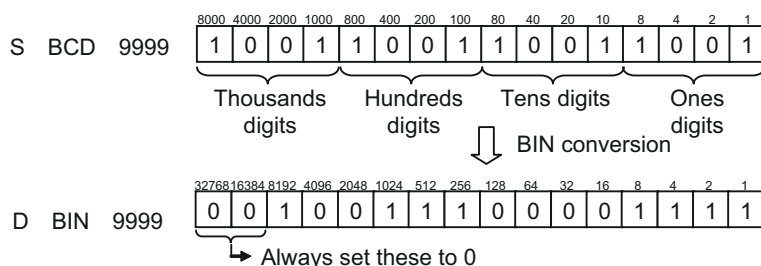 8000 4000 2000 1000 800 400 200 100 80 40 20 10 8 4 2 1
S BCD 9999 1 0 0 1 1 0 0 1 1 0 0 1 1 0 0 1
Thousands digits Hundreds digits Tens digits Ones digits
BIN conversion
32768 16384 8192 4096 2048 1024 512 256 128 64 32 16 8 4 2 1
D BIN 9999 0 0 1 0 0 1 1 1 0 0 0 0 1 1 1 1
Always set these to 0